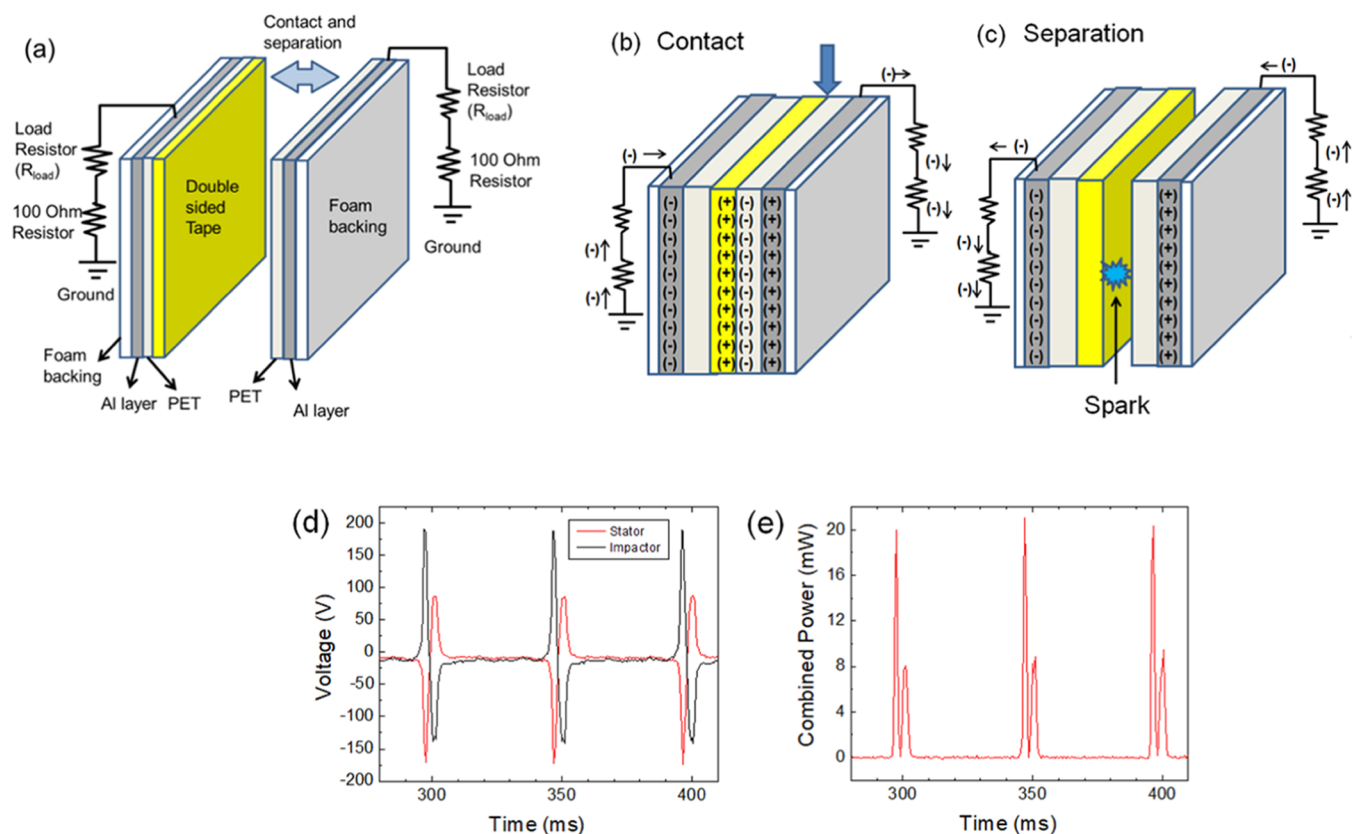 (a)
Contact and
separation
Load
Resistor
(Rload)
100 Ohm
Resistor
Ground
Double
sided
Tape
Foam
backing
Load
Resistor
(Rload)
100 Ohm
Resistor
Ground
Foam
backing
Al layer
PET
PET
Al layer
(b) Contact
(-)→
(-)→
(-)↓
(-)↓
(-)↑
(-)↑
(-) (+) (-) (+)
(-) (+) (-) (+)
(-) (+) (-) (+)
(-) (+) (-) (+)
(-) (+) (-) (+)
(-) (+) (-) (+)
(-) (+) (-) (+)
(-) (+) (-) (+)
(-) (+) (-) (+)
(-) (+) (-) (+)
(c) Separation
← (-)
← (-)
(-)↑
(-)↑
(-)↓
(-)↓
(-) (+)
(-) (+)
(-) (+)
(-) (+)
(-) (+)
(-) (+)
(-) (+)
(-) (+)
(-) (+)
(-) (+)
Spark
(d)
Voltage (V)
200
150
100
50
0
-50
-100
-150
-200
Stator
Impactor
300 350 400
Time (ms)
(e)
Combined Power (mW)
20
16
12
8
4
0
300 350 400
Time (ms)